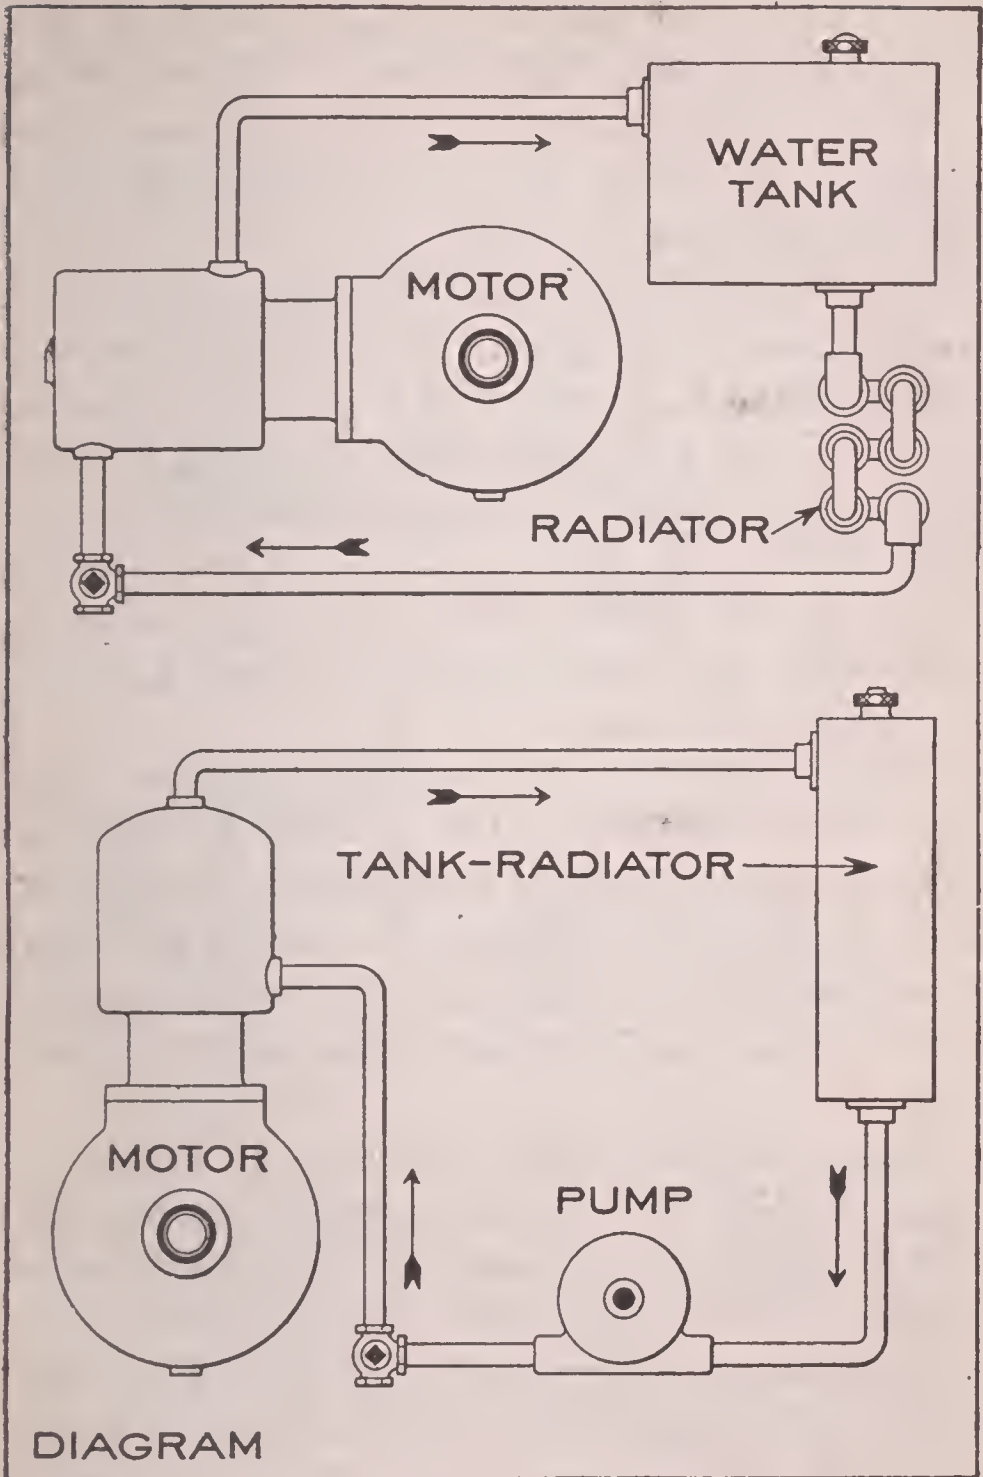 WATER
TANK
MOTOR
RADIATOR
TANK-RADIATOR
MOTOR
PUMP
DIAGRAM